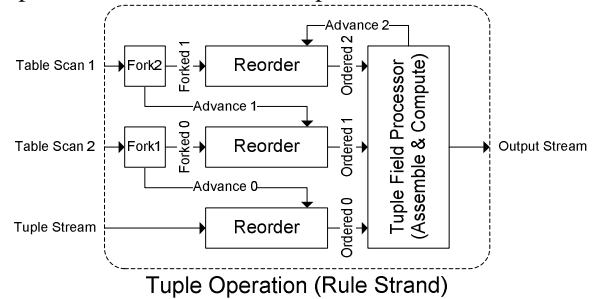 Advance 2
Table Scan 1
Fork2
Forked 1
Reorder
Ordered 2
Advance 1
Table Scan 2
Fork1
Forked 0
Reorder
Ordered 1
Tuple Field Processor
(Assemble & Compute)
Output Stream
Advance 0
Tuple Stream
Reorder
Ordered 0
Tuple Operation (Rule Strand)